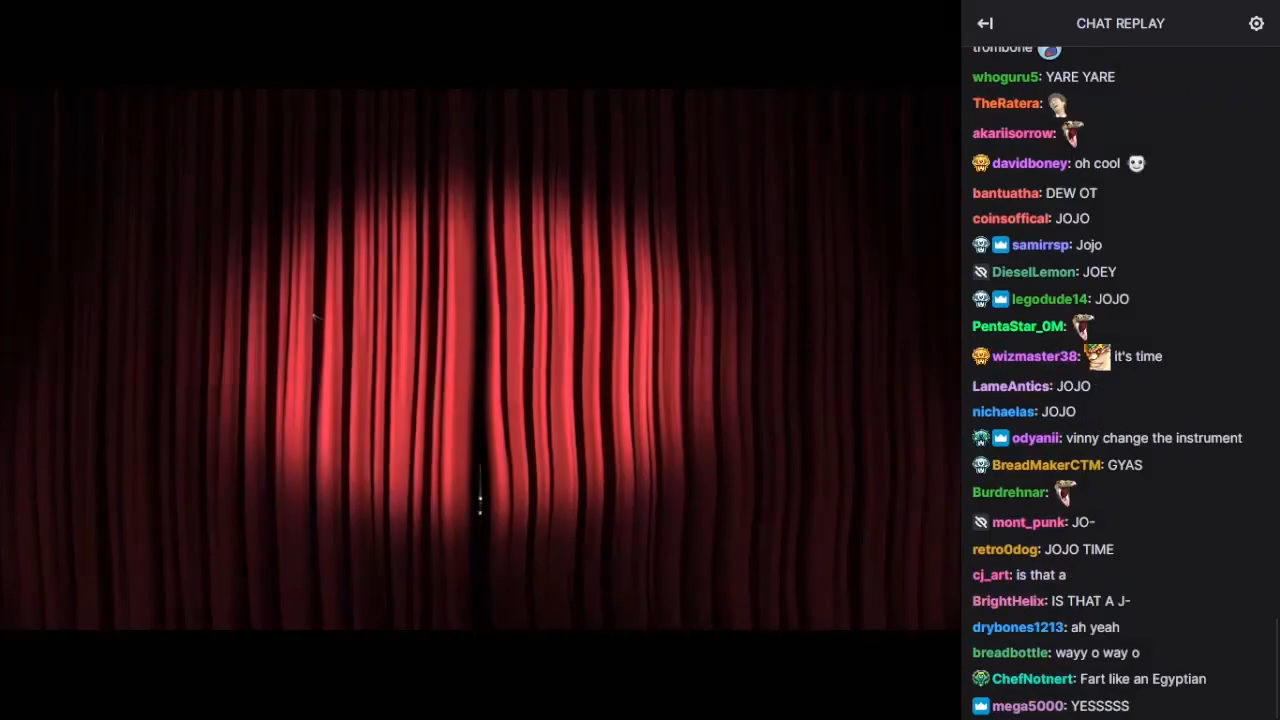 CHAT REPLAY
trombone
whoguru5: YARE YARE
TheRatera:
akariisorrow:
davidboney: oh cool
bantuatha: DEW OT
coinsoffical: JOJO
samirrsp: Jojo
DieselLemon: JOEY
legodude14: JOJO
PentaStar_0M:
wizmaster38: it's time
LameAntics: JOJO
nichaelas: JOJO
odyanii: vinny change the instrument
BreadMakerCTM: GYAS
Burdrehnar:
mont_punk: JO-
retro0dog: JOJO TIME
cj_art: is that a
BrightHelix: IS THAT A J-
drybones1213: ah yeah
breadbottle: wayy o way o
ChefNotnert: Fart like an Egyptian
mega5000: YESSSSS